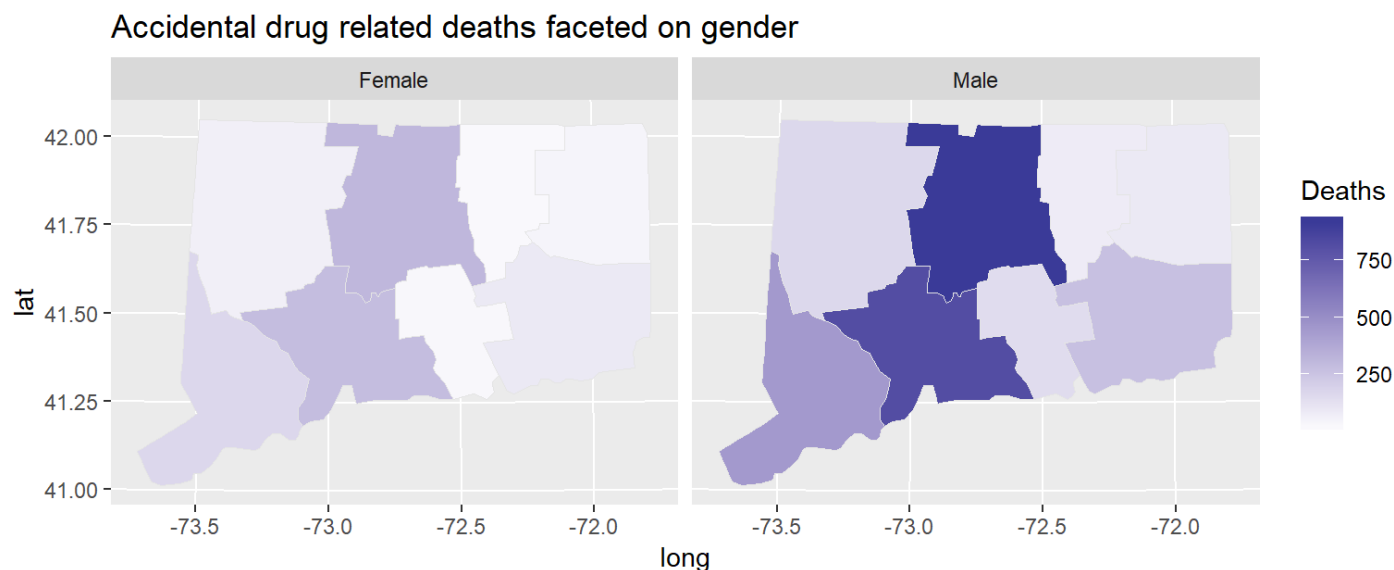 Accidental drug related deaths faceted on gender
Female
Male
42.00
41.75
41.50
41.25
41.00
lat
-73.5
-73.0
-72.5
-72.0
-73.5
-73.0
-72.5
-72.0
long
Deaths
750
500
250